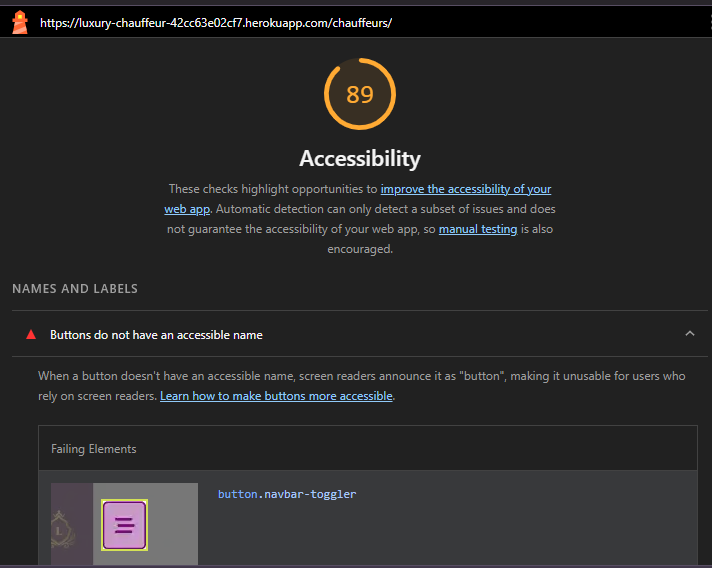 https://luxury-chauffeur-42cc63e02cf7.herokuapp.com/chauffeurs/
89
Accessibility
These checks highlight opportunities to improve the accessibility of your
web app. Automatic detection can only detect a subset of issues and does
not guarantee the accessibility of your web app, so manual testing is also
encouraged.
NAMES AND LABELS
Buttons do not have an accessible name
When a button doesn't have an accessible name, screen readers announce it as "button", making it unusable for users who
rely on screen readers. Learn how to make buttons more accessible.
Failing Elements
L
button.navbar-toggler